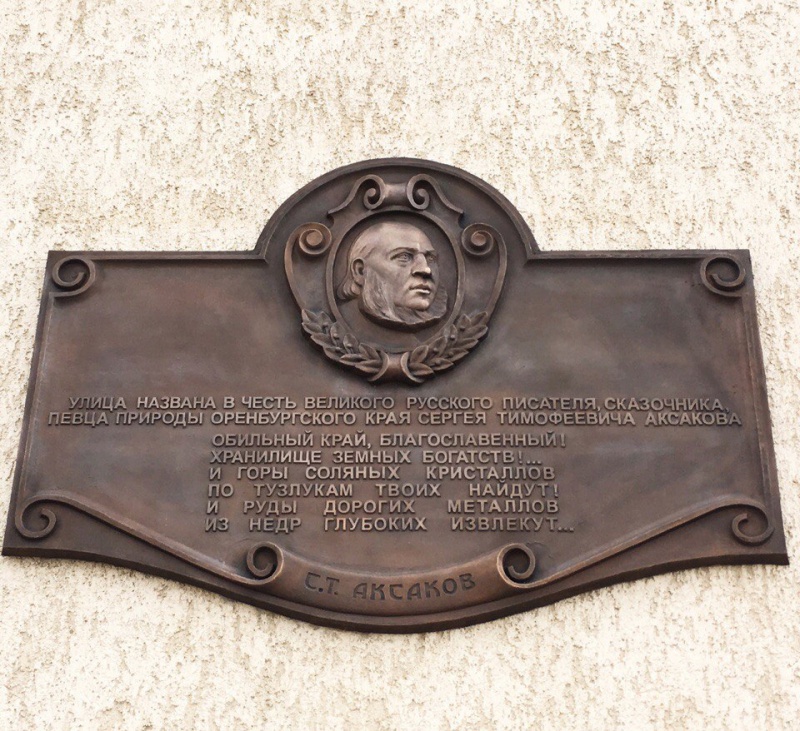 УЛИЦА НАЗВАНА В ЧЕСТЬ ВЕЛИКОГО РУССКОГО ПИСАТЕЛЯ, СКАЗОЧНИКА,
ПЕВЦА ПРИРОДЫ ОРЕНБУРГСКОГО КРАЯ СЕРГЕЯ ТИМОФЕЕВИЧА АКСАКОВА
ОБИЛЬНЫЙ КРАЙ, БЛАГОСЛАВЕННЫЙ!
ХРАНИЛИЩЕ ЗЕМНЫХ БОГАТСТВ!...
И ГОРЫ СОЛЯНЫХ КРИСТАЛЛОВ
ПО ТУЗЛУКАМ ТВОИХ НАЙДУТ!
И РУДЫ ДОРОГИХ МЕТАЛЛОВ
ИЗ НЕДР ГЛУБОКИХ ИЗВЛЕКУТ...
С.Т. АКСАКОВ